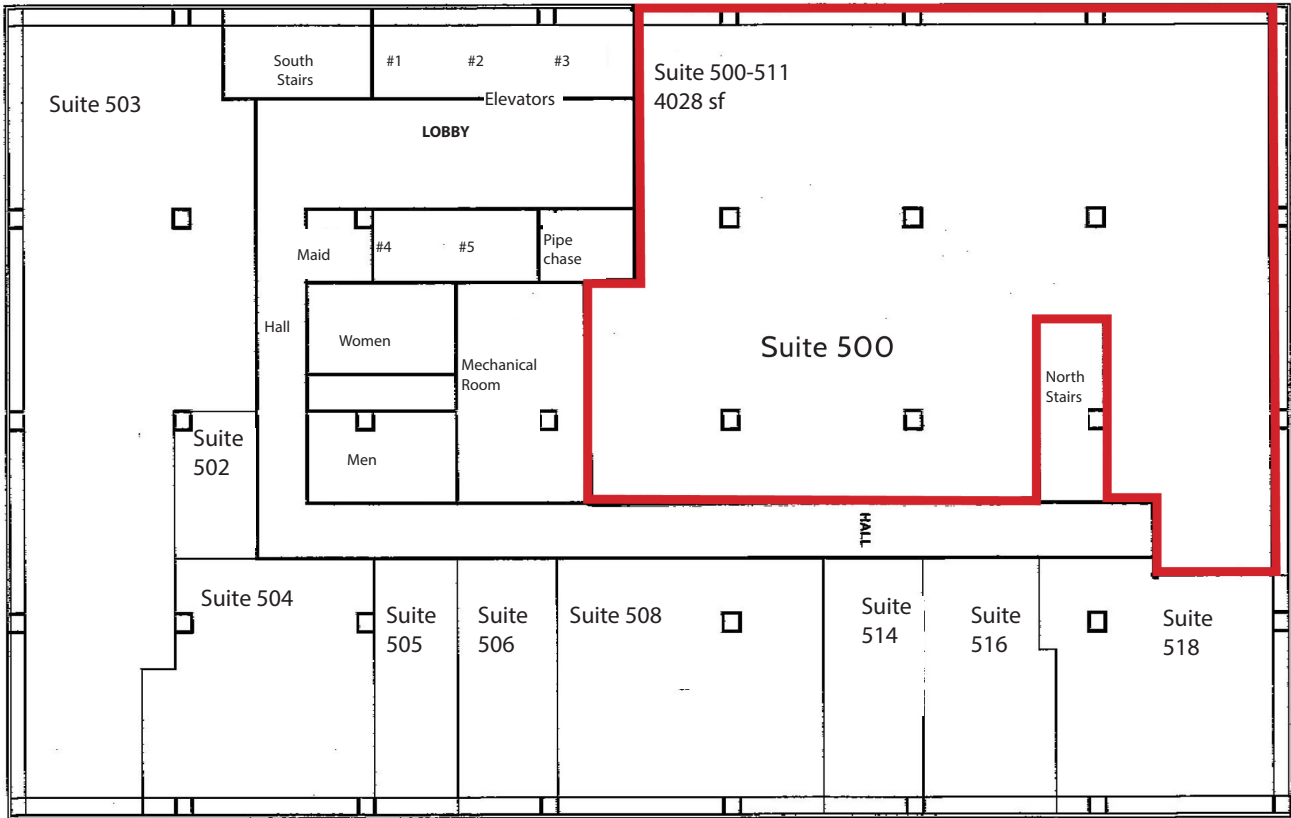 South
Stairs
#1
#2
#3
Elevators
Suite 500-511
4028 sf
Suite 503
LOBBY
Maid
#4
#5
Pipe
chase
Hall
Women
Mechanical
Room
Suite 500
North
Stairs
Suite
502
Men
HALL
Suite 504
Suite
505
Suite
506
Suite 508
Suite
514
Suite
516
Suite
518